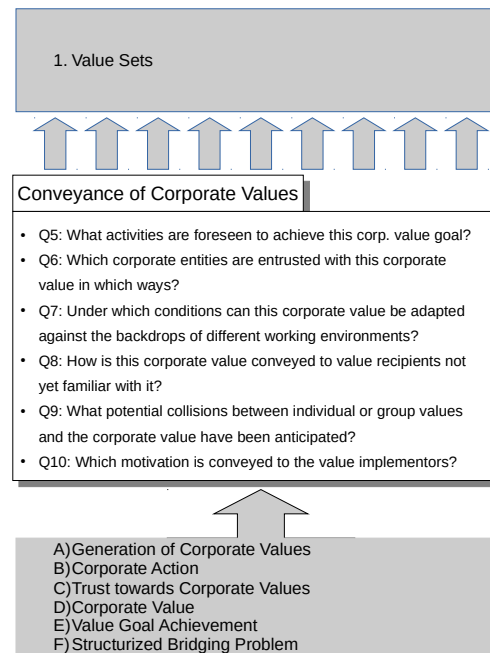 1. Value Sets
Conveyance of Corporate Values
• Q5: What activities are foreseen to achieve this corp. value goal?
• Q6: Which corporate entities are entrusted with this corporate
value in which ways?
• Q7: Under which conditions can this corporate value be adapted
against the backdrops of different working environments?
• Q8: How is this corporate value conveyed to value recipients not
yet familiar with it?
• Q9: What potential collisions between individual or group values
and the corporate value have been anticipated?
• Q10: Which motivation is conveyed to the value implementors?
A)Generation of Corporate Values
B)Corporate Action
C)Trust towards Corporate Values
D)Corporate Value
E)Value Goal Achievement
F)Structurized Bridging Problem